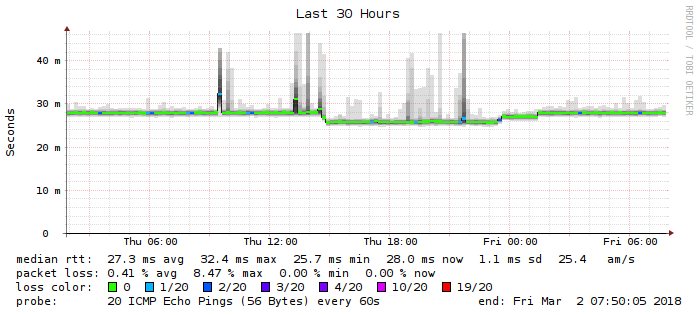 Last 30 Hours
RRDTOOL / TOBI OETIKER
Seconds
40 m
30 m
20 m
10 m
0
Thu 06:00 Thu 12:00 Thu 18:00 Fri 00:00 Fri 06:00
median rtt: 27.3 ms avg 32.4 ms max 25.7 ms min 28.0 ms now 1.1 ms sd 25.4 am/s
packet loss: 0.41 % avg 8.47 % max 0.00 % min 0.00 % now
loss color: 0 1/20 2/20 3/20 4/20 10/20 19/20
probe: 20 ICMP Echo Pings (56 Bytes) every 60s end: Fri Mar 2 07:50:05 2018